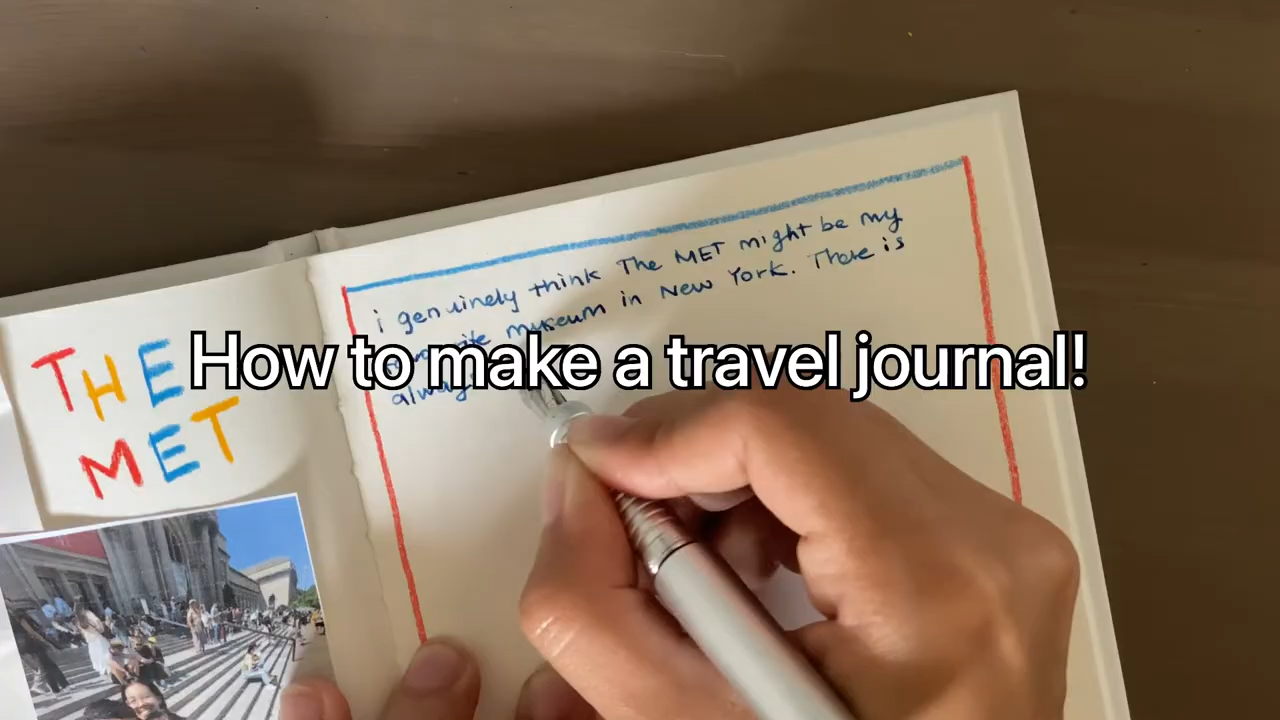 THE
MET
i genuinely think The MET might be my
museum in New York. There is
How to make a travel journal!